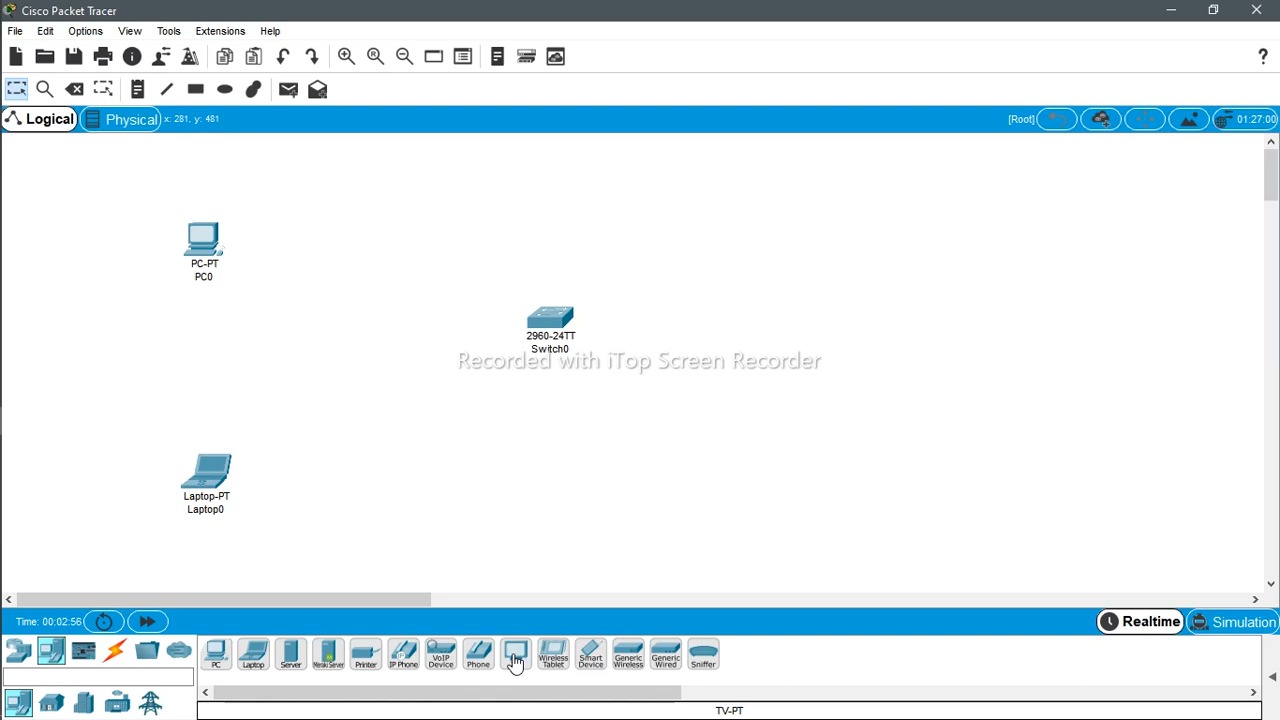 Cisco Packet Tracer
File Edit Options View Tools Extensions Help
?
Logical Physical x: 281, y: 481 [Root] 01:27:00
PC-PT
PC0
2960-24TT
Switch0
Recorded with iTop Screen Recorder
Laptop-PT
Laptop0
Time: 00:02:56 Realtime Simulation
PC Laptop Server Meraki Server Printer IP Phone VoIP Device Phone Wireless Tablet Smart Device Generic Wireless Generic Wired Sniffer
TV-PT